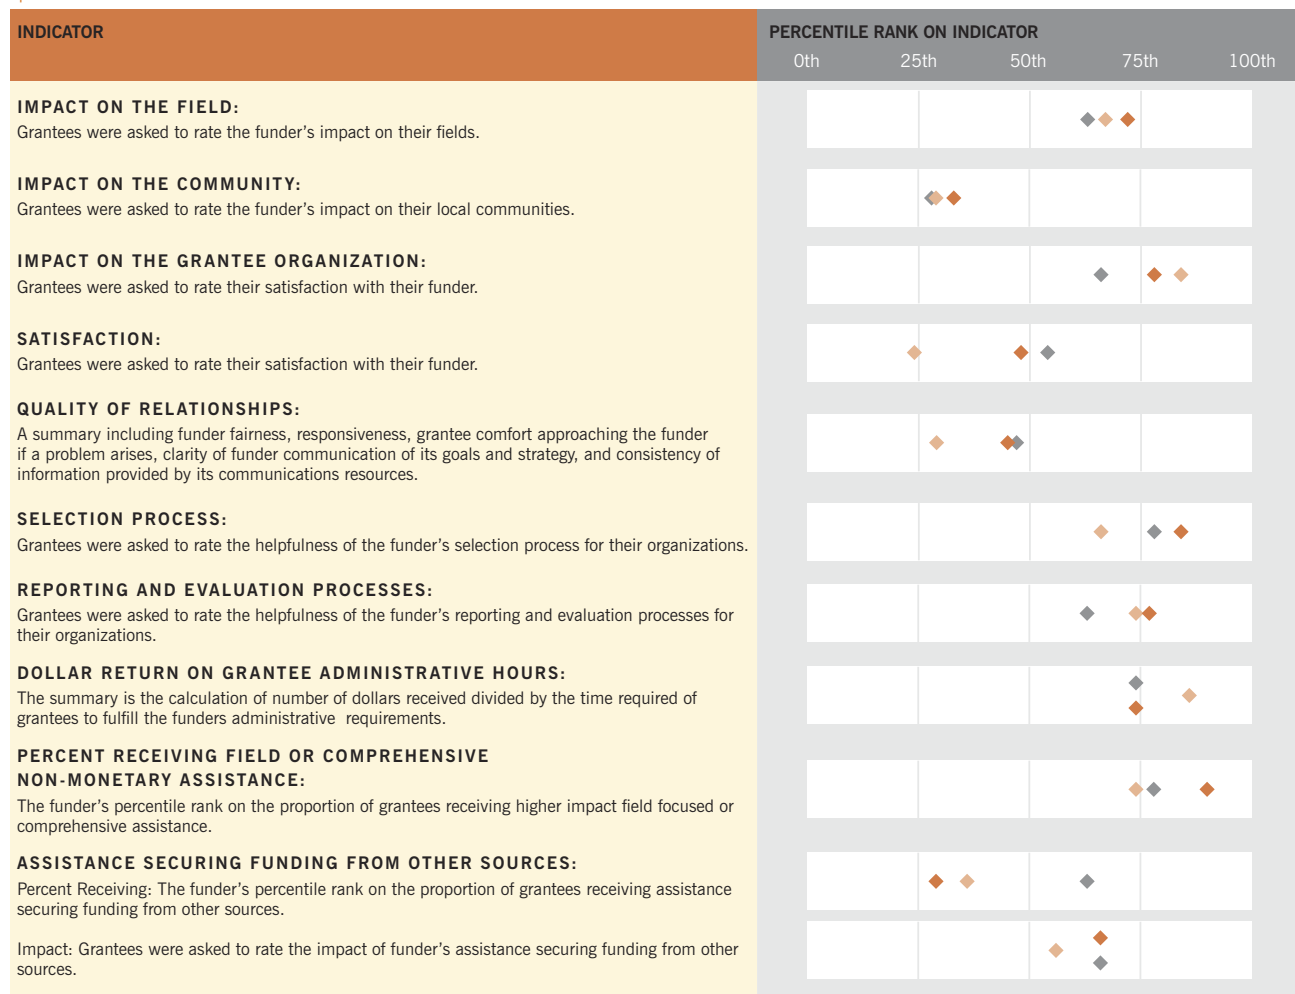 INDICATOR
PERCENTILE RANK ON INDICATOR
0th 25th 50th 75th 100th
IMPACT ON THE FIELD:
Grantees were asked to rate the funder's impact on their fields.
IMPACT ON THE COMMUNITY:
Grantees were asked to rate the funder's impact on their local communities.
IMPACT ON THE GRANTEE ORGANIZATION:
Grantees were asked to rate their satisfaction with their funder.
SATISFACTION:
Grantees were asked to rate their satisfaction with their funder.
QUALITY OF RELATIONSHIPS:
A summary including funder fairness, responsiveness, grantee comfort approaching the funder
if a problem arises, clarity of funder communication of its goals and strategy, and consistency of
information provided by its communications resources.
SELECTION PROCESS:
Grantees were asked to rate the helpfulness of the funder's selection process for their organizations.
REPORTING AND EVALUATION PROCESSES:
Grantees were asked to rate the helpfulness of the funder's reporting and evaluation processes for
their organizations.
DOLLAR RETURN ON GRANTEE ADMINISTRATIVE HOURS:
The summary is the calculation of number of dollars received divided by the time required of
grantees to fulfill the funders administrative requirements.
PERCENT RECEIVING FIELD OR COMPREHENSIVE
NON-MONETARY ASSISTANCE:
The funder's percentile rank on the proportion of grantees receiving higher impact field focused or
comprehensive assistance.
ASSISTANCE SECURING FUNDING FROM OTHER SOURCES:
Percent Receiving: The funder's percentile rank on the proportion of grantees receiving assistance
securing funding from other sources.
Impact: Grantees were asked to rate the impact of funder's assistance securing funding from other
sources.